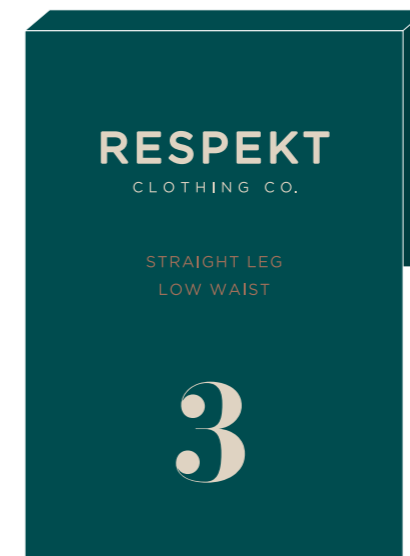 RESPEKT
CLOTHING CO.
STRAIGHT LEG
LOW WAIST
3